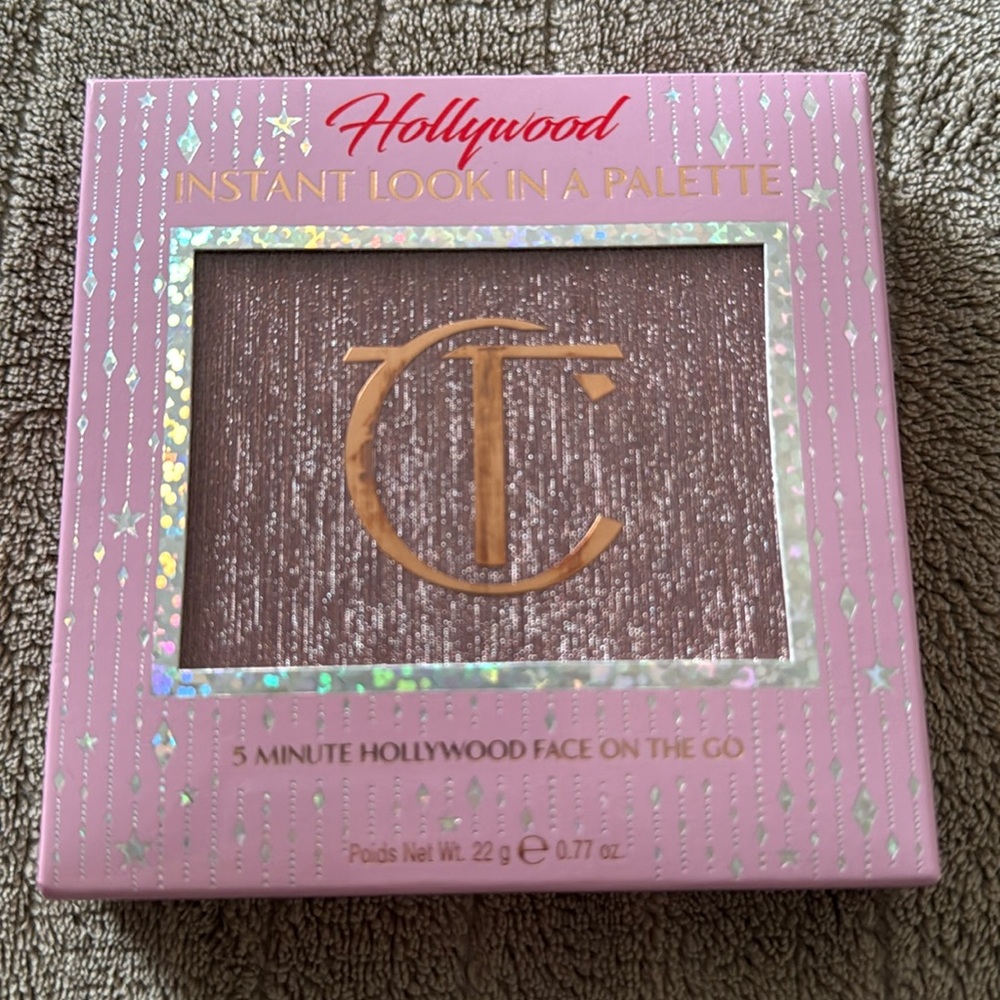 Hollywood
INSTANT LOOK IN A PALETTE
CT
5 MINUTE HOLLYWOOD FACE ON THE GO
Poids Net Wt. 22 g ℮ 0.77 oz.